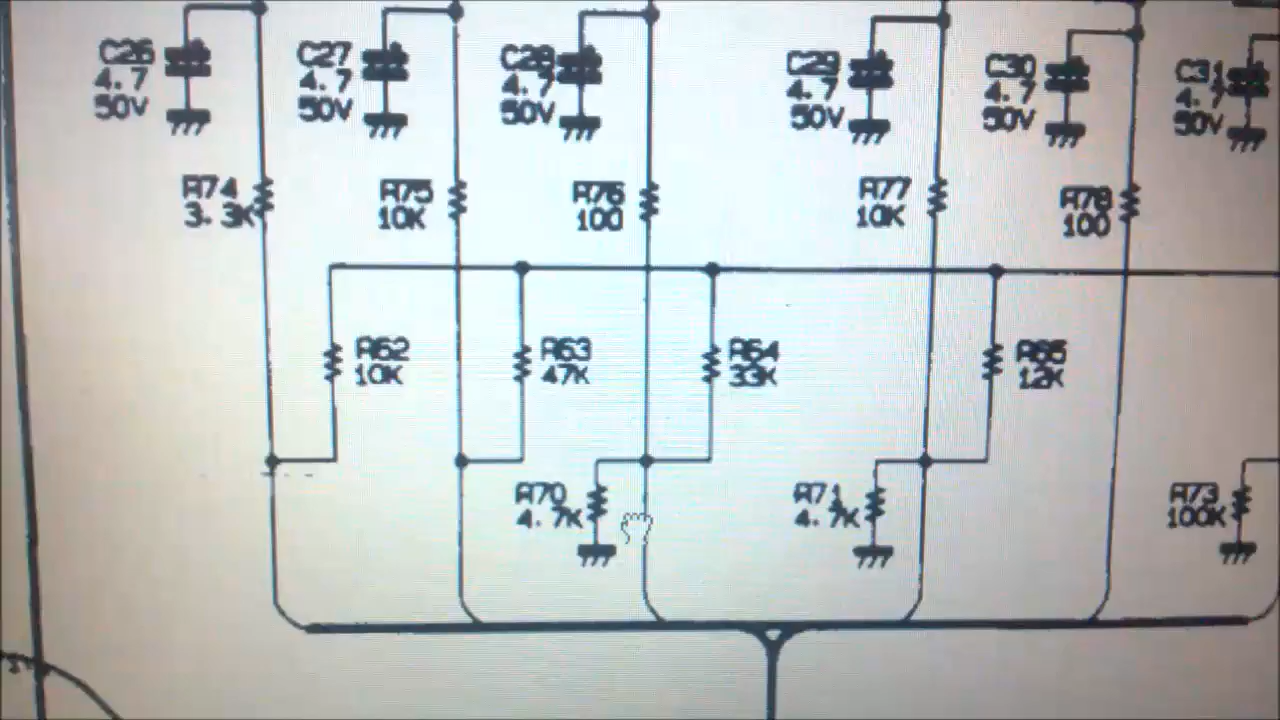 C26
4.7
50V
C27
4.7
50V
C28
4.7
50V
C29
4.7
50V
C30
4.7
50V
C31
4.7
50V
R74
3.3K
R75
10K
R76
100
R77
10K
R78
100
R62
10K
R63
47K
R64
33K
R65
12K
R70
4.7K
R71
4.7K
R73
100K